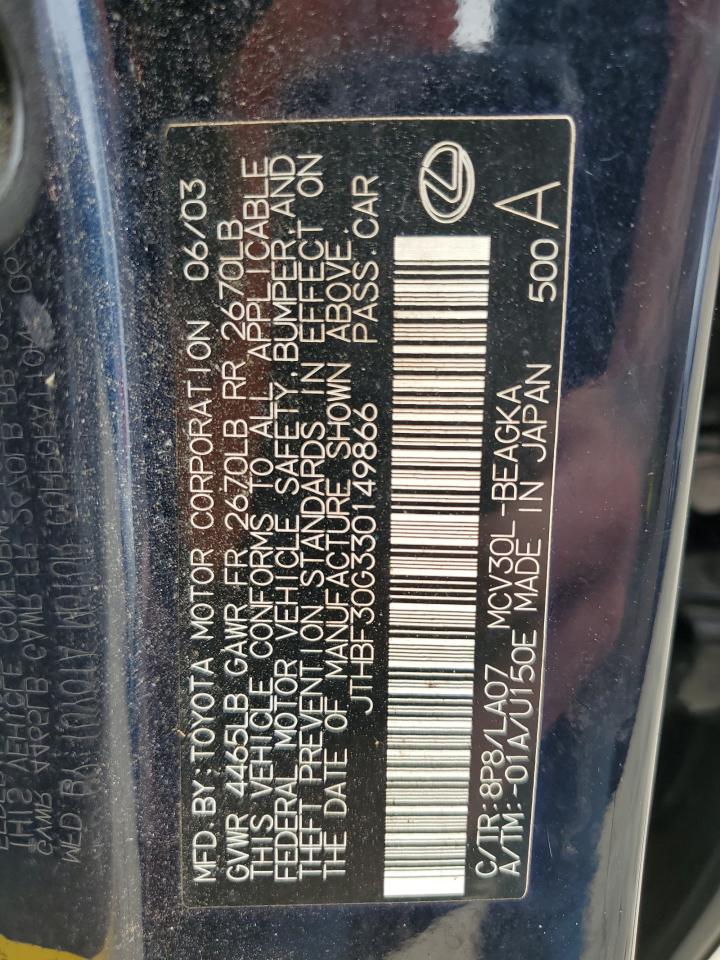 MFD. BY: TOYOTA MOTOR CORPORATION 06/03
GVWR 4465LB GAWR FR 2670LB RR 2670LB
THIS VEHICLE CONFORMS TO ALL APPLICABLE
FEDERAL MOTOR VEHICLE SAFETY, BUMPER, AND
THEFT PREVENTION STANDARDS IN EFFECT ON
THE DATE OF MANUFACTURE SHOWN ABOVE.
JTHBF30G330149866 PASS. CAR
C/TR: 8P8/LA07 MCV30L-BEAGKA
A/TM: -01A/U150E MADE IN JAPAN 500 A